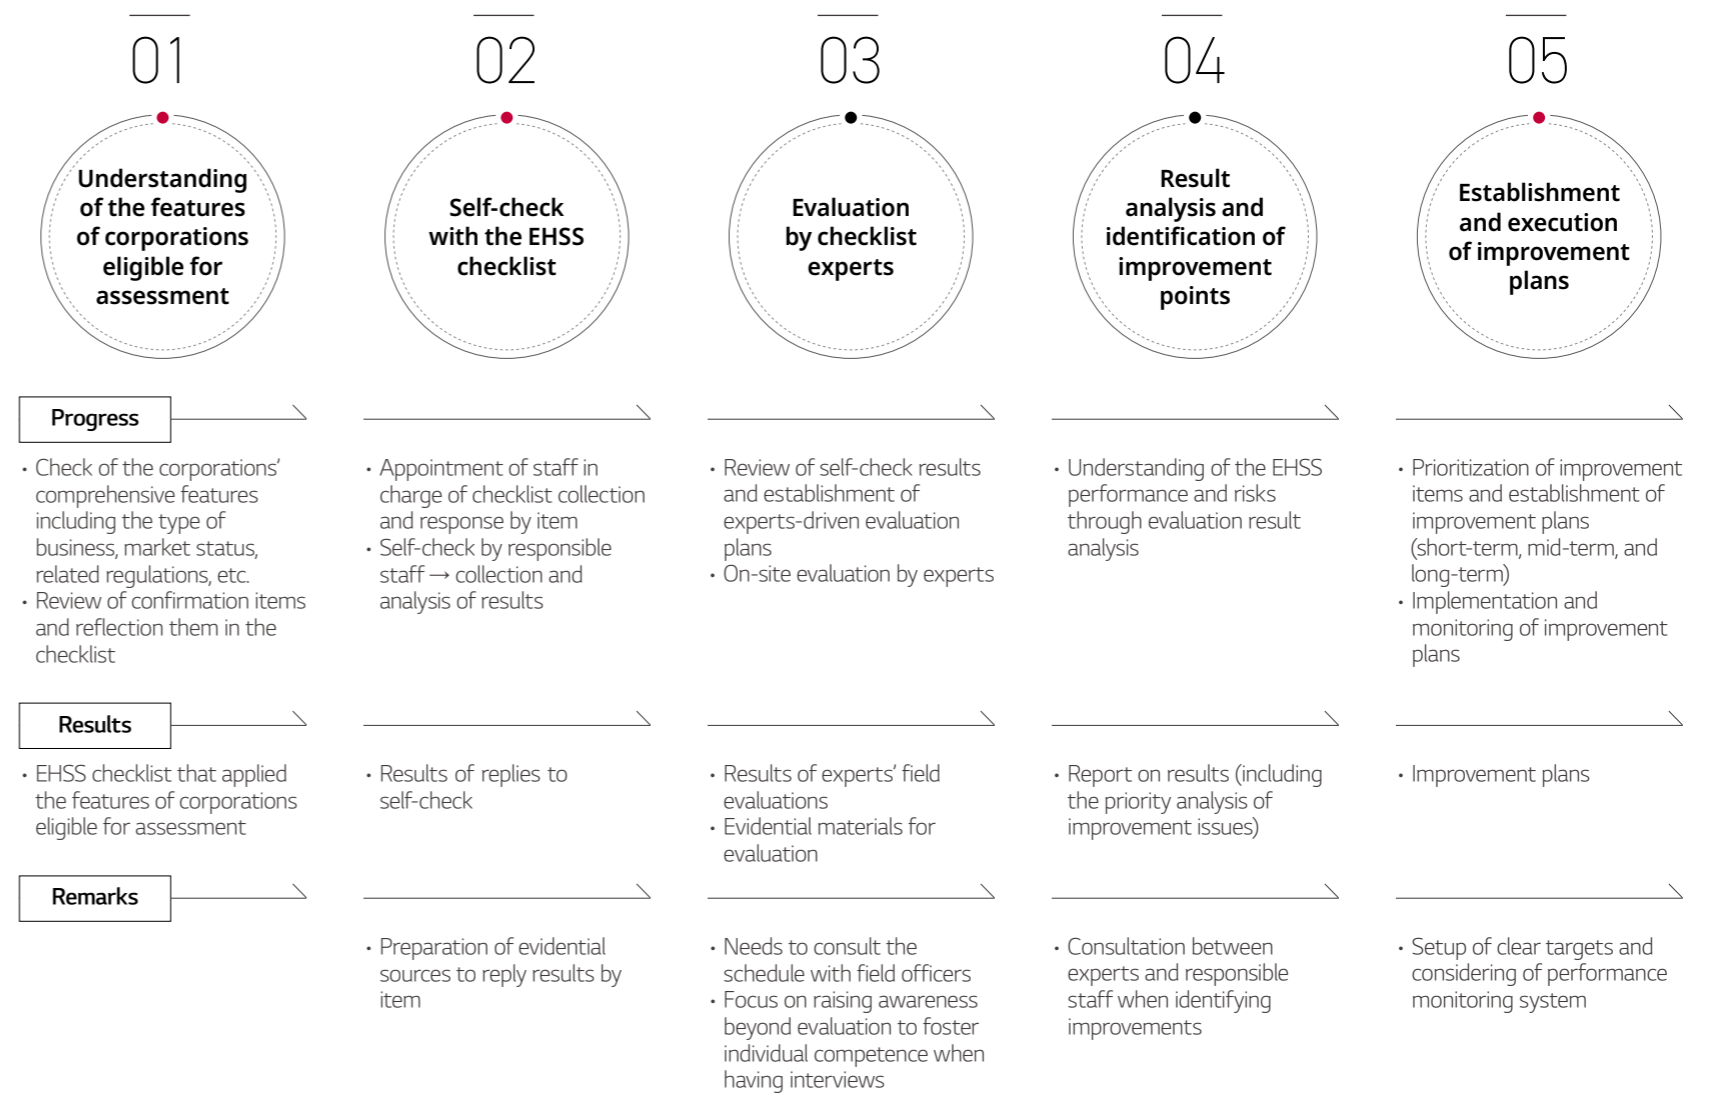 01
02
03
04
05
Understanding
of the features
of corporations
eligible for
assessment
Self-check
with the EHSS
checklist
Evaluation
by checklist
experts
Result
analysis and
identification of
improvement
points
Establishment
and execution
of improvement
plans
Progress
· Check of the corporations’
comprehensive features
including the type of
business, market status,
related regulations, etc.
· Review of confirmation items
and reflection them in the
checklist
· Appointment of staff in
charge of checklist collection
and response by item
· Self-check by responsible
staff → collection and
analysis of results
· Review of self-check results
and establishment of
experts-driven evaluation
plans
· On-site evaluation by experts
· Understanding of the EHSS
performance and risks
through evaluation result
analysis
· Prioritization of improvement
items and establishment of
improvement plans
(short-term, mid-term, and
long-term)
· Implementation and
monitoring of improvement
plans
Results
· EHSS checklist that applied
the features of corporations
eligible for assessment
· Results of replies to
self-check
· Results of experts’ field
evaluations
· Evidential materials for
evaluation
· Report on results (including
the priority analysis of
improvement issues)
· Improvement plans
Remarks
· Preparation of evidential
sources to reply results by
item
· Needs to consult the
schedule with field officers
· Focus on raising awareness
beyond evaluation to foster
individual competence when
having interviews
· Consultation between
experts and responsible
staff when identifying
improvements
· Setup of clear targets and
considering of performance
monitoring system